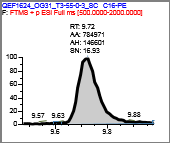 QEF1624_OG31_T3-55-0-3_SC C16-PE
F: FTMS + p ESI Full ms [500.0000-2000.0000]
RT: 9.72
AA: 784971
AH: 146601
SN: 16.93
100
80
60
40
20
0
9.57 9.63 9.88
9.6 9.8